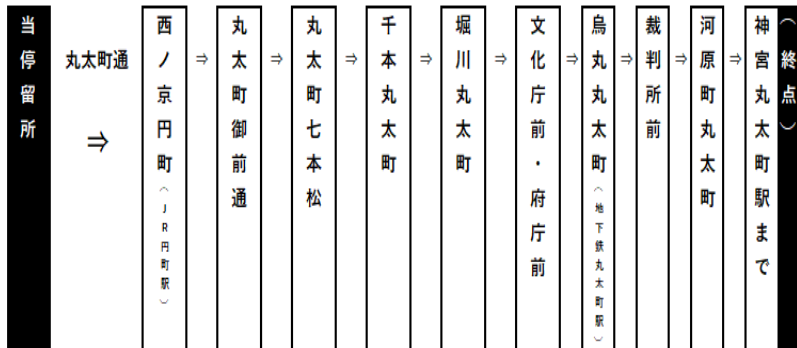 当停留所
丸太町通
⇒
西ノ京円町(JR円町駅)
⇒
丸太町御前通
⇒
丸太町七本松
⇒
千本丸太町
⇒
堀川丸太町
⇒
文化庁前・府庁前
⇒
烏丸丸太町(地下鉄丸太町駅)
⇒
裁判所前
⇒
河原町丸太町
⇒
神宮丸太町駅まで
(終点)